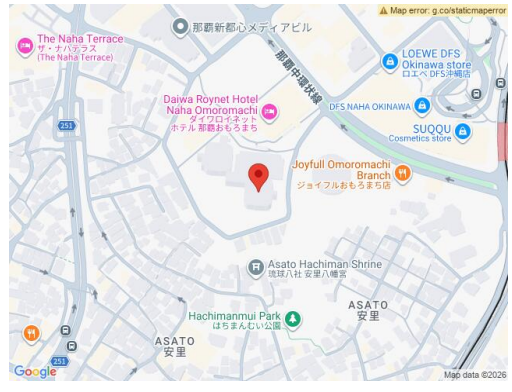 Map error: g.co/staticmaperror
The Naha Terrace
ザ・ナハテラス
(The Naha Terrace)
那覇新都心メディアビル
那覇中環状線
LOEWE DFS
Okinawa store
ロエベ DFS沖縄店
Daiwa Roynet Hotel
Naha Omoromachi
ダイワロイネット
ホテル 那覇おもろまち
DFS NAHA OKINAWA
SUQQU
Cosmetics store
251
Joyfull Omoromachi
Branch
ジョイフルおもろまち店
Asato Hachiman Shrine
琉球八社 安里八幡宮
Hachimanmui Park
はちまんむい公園
ASATO
安里
ASATO
安里
251
Google
Map data ©2026